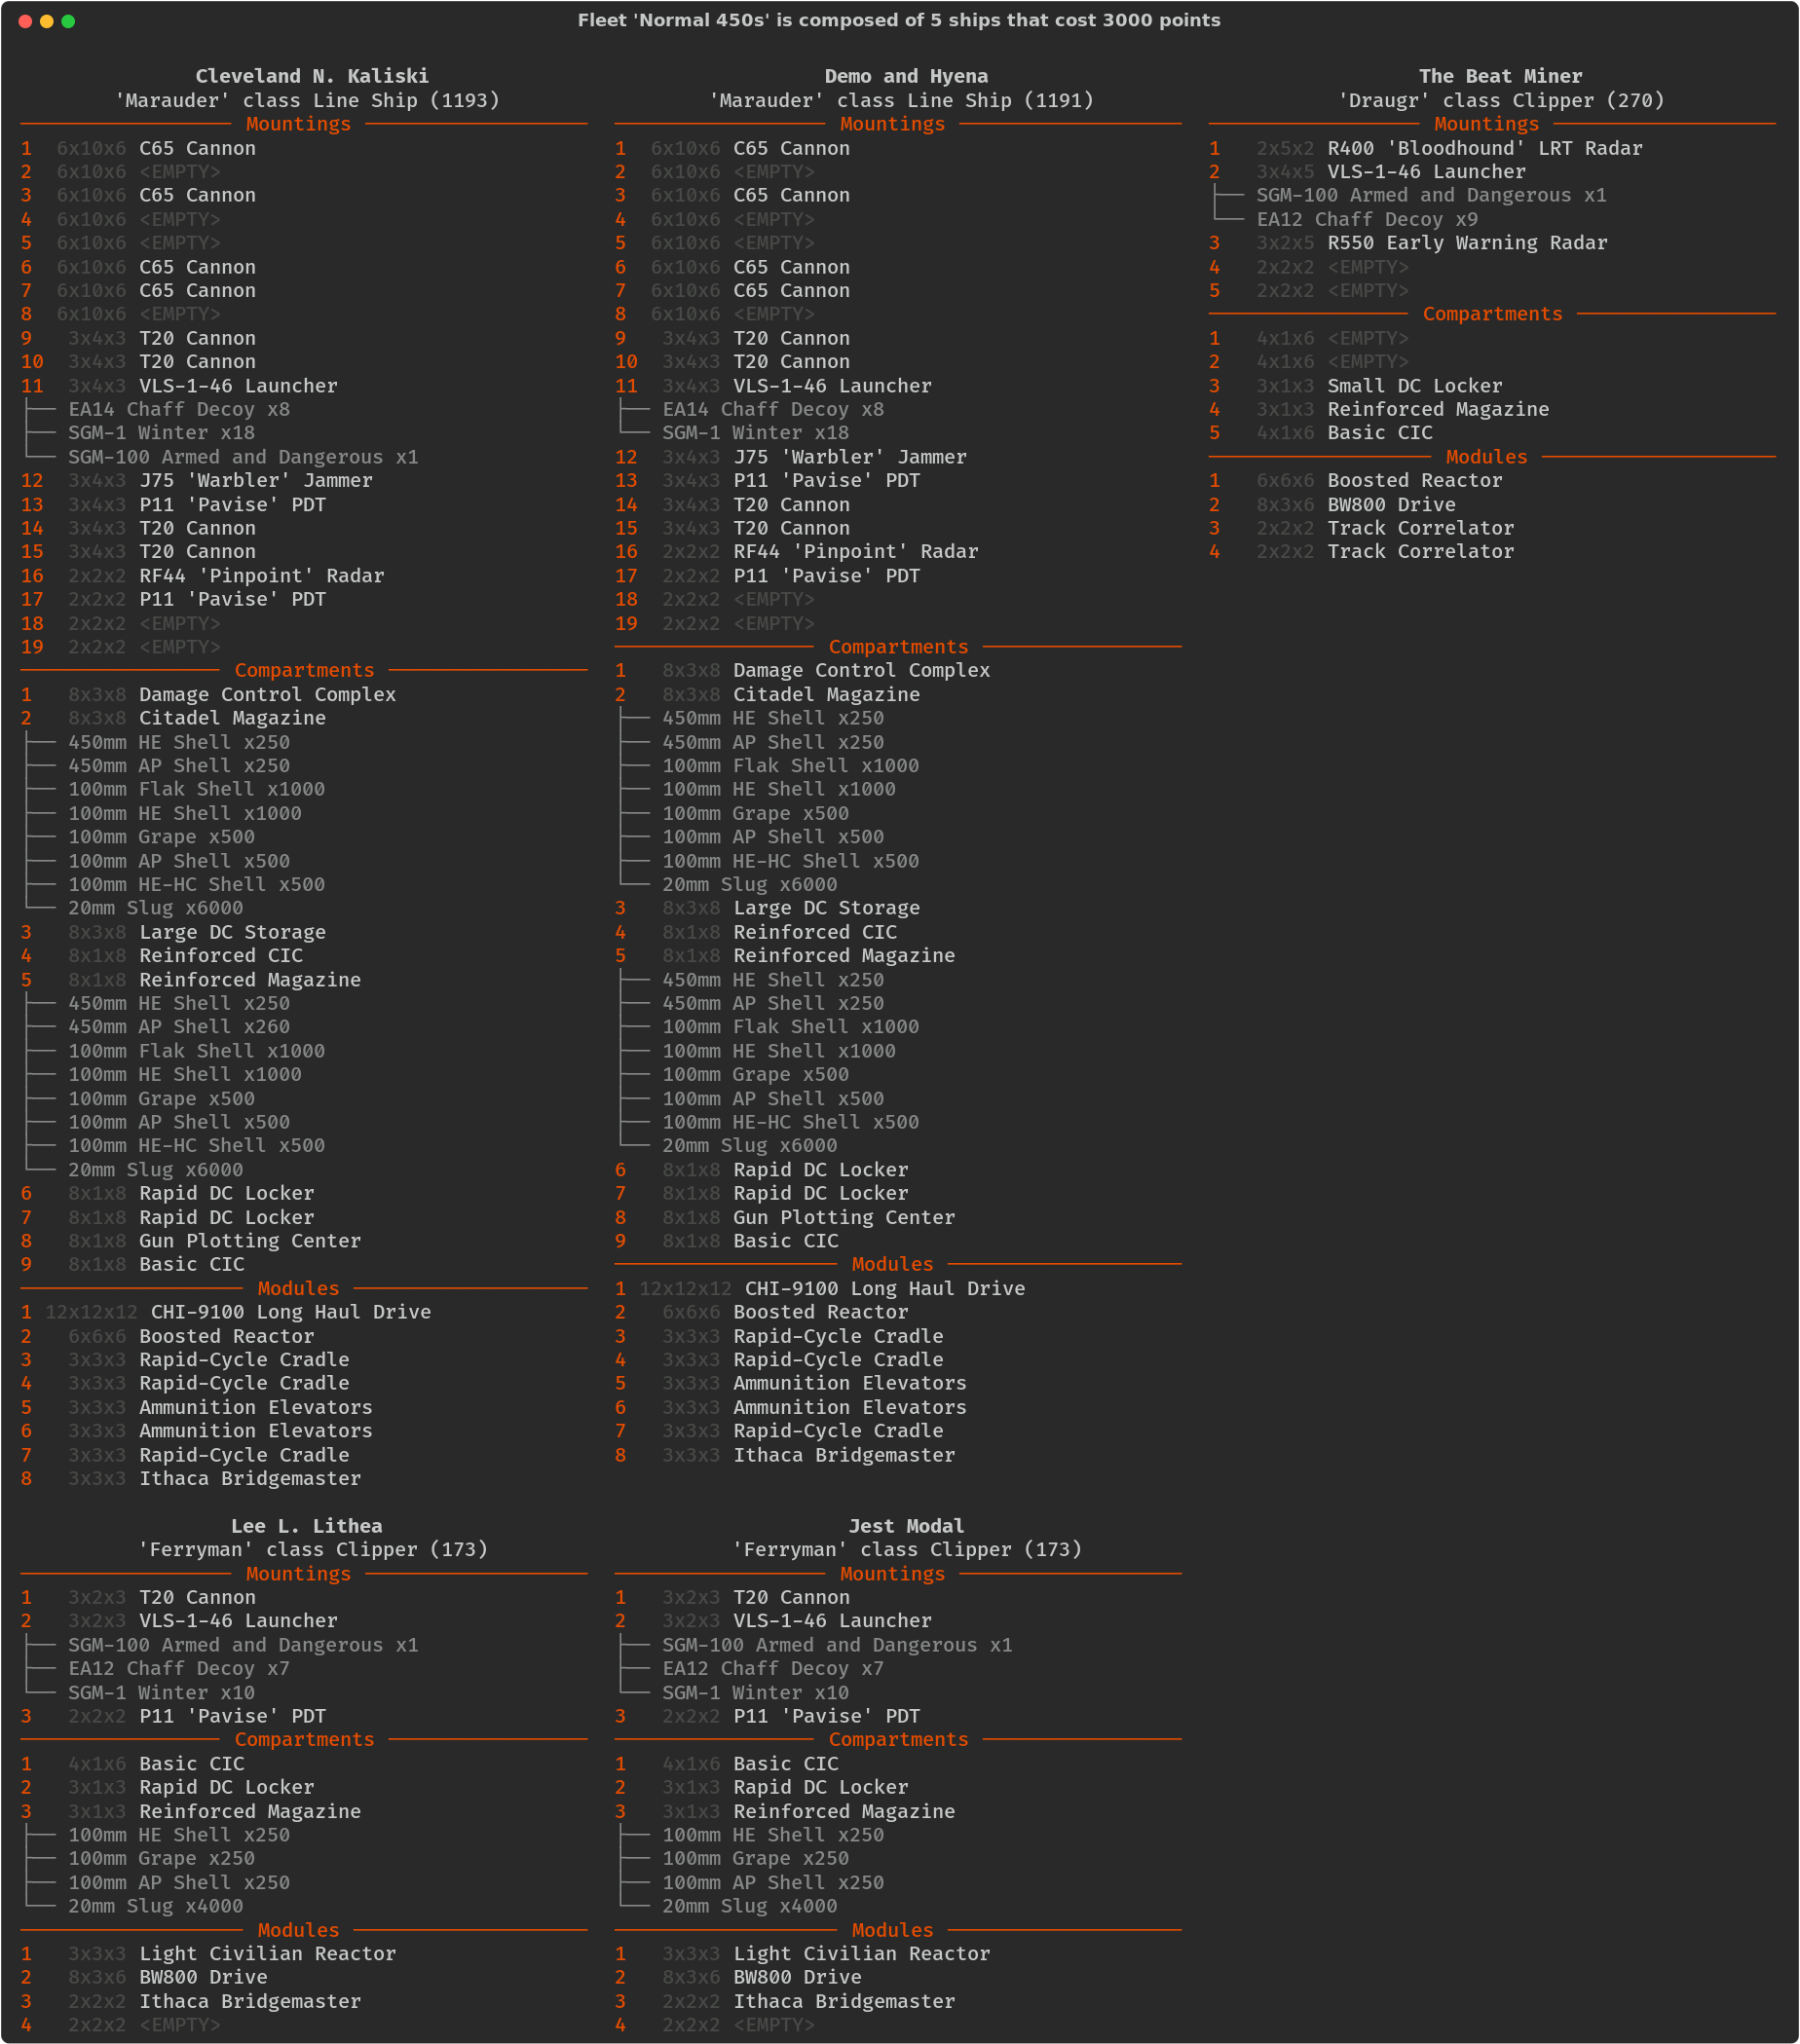 Fleet 'Normal 450s' is composed of 5 ships that cost 3000 points
Cleveland N. Kaliski
'Marauder' class Line Ship (1193)
Mountings
1 6x10x6 C65 Cannon
2 6x10x6 <EMPTY>
3 6x10x6 C65 Cannon
4 6x10x6 <EMPTY>
5 6x10x6 <EMPTY>
6 6x10x6 C65 Cannon
7 6x10x6 C65 Cannon
8 6x10x6 <EMPTY>
9 3x4x3 T20 Cannon
10 3x4x3 T20 Cannon
11 3x4x3 VLS-1-46 Launcher
├── EA14 Chaff Decoy x8
├── SGM-1 Winter x18
└── SGM-100 Armed and Dangerous x1
12 3x4x3 J75 'Warbler' Jammer
13 3x4x3 P11 'Pavise' PDT
14 3x4x3 T20 Cannon
15 3x4x3 T20 Cannon
16 2x2x2 RF44 'Pinpoint' Radar
17 2x2x2 P11 'Pavise' PDT
18 2x2x2 <EMPTY>
19 2x2x2 <EMPTY>
Compartments
1 8x3x8 Damage Control Complex
2 8x3x8 Citadel Magazine
├── 450mm HE Shell x250
├── 450mm AP Shell x250
├── 100mm Flak Shell x1000
├── 100mm HE Shell x1000
├── 100mm Grape x500
├── 100mm AP Shell x500
├── 100mm HE-HC Shell x500
└── 20mm Slug x6000
3 8x3x8 Large DC Storage
4 8x1x8 Reinforced CIC
5 8x1x8 Reinforced Magazine
├── 450mm HE Shell x250
├── 450mm AP Shell x260
├── 100mm Flak Shell x1000
├── 100mm HE Shell x1000
├── 100mm Grape x500
├── 100mm AP Shell x500
├── 100mm HE-HC Shell x500
└── 20mm Slug x6000
6 8x1x8 Rapid DC Locker
7 8x1x8 Rapid DC Locker
8 8x1x8 Gun Plotting Center
9 8x1x8 Basic CIC
Modules
1 12x12x12 CHI-9100 Long Haul Drive
2 6x6x6 Boosted Reactor
3 3x3x3 Rapid-Cycle Cradle
4 3x3x3 Rapid-Cycle Cradle
5 3x3x3 Ammunition Elevators
6 3x3x3 Ammunition Elevators
7 3x3x3 Rapid-Cycle Cradle
8 3x3x3 Ithaca Bridgemaster
Demo and Hyena
'Marauder' class Line Ship (1191)
Mountings
1 6x10x6 C65 Cannon
2 6x10x6 <EMPTY>
3 6x10x6 C65 Cannon
4 6x10x6 <EMPTY>
5 6x10x6 <EMPTY>
6 6x10x6 C65 Cannon
7 6x10x6 C65 Cannon
8 6x10x6 <EMPTY>
9 3x4x3 T20 Cannon
10 3x4x3 T20 Cannon
11 3x4x3 VLS-1-46 Launcher
├── EA14 Chaff Decoy x8
└── SGM-1 Winter x18
12 3x4x3 J75 'Warbler' Jammer
13 3x4x3 P11 'Pavise' PDT
14 3x4x3 T20 Cannon
15 3x4x3 T20 Cannon
16 2x2x2 RF44 'Pinpoint' Radar
17 2x2x2 P11 'Pavise' PDT
18 2x2x2 <EMPTY>
19 2x2x2 <EMPTY>
Compartments
1 8x3x8 Damage Control Complex
2 8x3x8 Citadel Magazine
├── 450mm HE Shell x250
├── 450mm AP Shell x250
├── 100mm Flak Shell x1000
├── 100mm HE Shell x1000
├── 100mm Grape x500
├── 100mm AP Shell x500
├── 100mm HE-HC Shell x500
└── 20mm Slug x6000
3 8x3x8 Large DC Storage
4 8x1x8 Reinforced CIC
5 8x1x8 Reinforced Magazine
├── 450mm HE Shell x250
├── 450mm AP Shell x250
├── 100mm Flak Shell x1000
├── 100mm HE Shell x1000
├── 100mm Grape x500
├── 100mm AP Shell x500
├── 100mm HE-HC Shell x500
└── 20mm Slug x6000
6 8x1x8 Rapid DC Locker
7 8x1x8 Rapid DC Locker
8 8x1x8 Gun Plotting Center
9 8x1x8 Basic CIC
Modules
1 12x12x12 CHI-9100 Long Haul Drive
2 6x6x6 Boosted Reactor
3 3x3x3 Rapid-Cycle Cradle
4 3x3x3 Rapid-Cycle Cradle
5 3x3x3 Ammunition Elevators
6 3x3x3 Ammunition Elevators
7 3x3x3 Rapid-Cycle Cradle
8 3x3x3 Ithaca Bridgemaster
The Beat Miner
'Draugr' class Clipper (270)
Mountings
1 2x5x2 R400 'Bloodhound' LRT Radar
2 3x4x5 VLS-1-46 Launcher
├── SGM-100 Armed and Dangerous x1
└── EA12 Chaff Decoy x9
3 3x2x5 R550 Early Warning Radar
4 2x2x2 <EMPTY>
5 2x2x2 <EMPTY>
Compartments
1 4x1x6 <EMPTY>
2 4x1x6 <EMPTY>
3 3x1x3 Small DC Locker
4 3x1x3 Reinforced Magazine
5 4x1x6 Basic CIC
Modules
1 6x6x6 Boosted Reactor
2 8x3x6 BW800 Drive
3 2x2x2 Track Correlator
4 2x2x2 Track Correlator
Lee L. Lithea
'Ferryman' class Clipper (173)
Mountings
1 3x2x3 T20 Cannon
2 3x2x3 VLS-1-46 Launcher
├── SGM-100 Armed and Dangerous x1
├── EA12 Chaff Decoy x7
└── SGM-1 Winter x10
3 2x2x2 P11 'Pavise' PDT
Compartments
1 4x1x6 Basic CIC
2 3x1x3 Rapid DC Locker
3 3x1x3 Reinforced Magazine
├── 100mm HE Shell x250
├── 100mm Grape x250
├── 100mm AP Shell x250
└── 20mm Slug x4000
Modules
1 3x3x3 Light Civilian Reactor
2 8x3x6 BW800 Drive
3 2x2x2 Ithaca Bridgemaster
4 2x2x2 <EMPTY>
Jest Modal
'Ferryman' class Clipper (173)
Mountings
1 3x2x3 T20 Cannon
2 3x2x3 VLS-1-46 Launcher
├── SGM-100 Armed and Dangerous x1
├── EA12 Chaff Decoy x7
└── SGM-1 Winter x10
3 2x2x2 P11 'Pavise' PDT
Compartments
1 4x1x6 Basic CIC
2 3x1x3 Rapid DC Locker
3 3x1x3 Reinforced Magazine
├── 100mm HE Shell x250
├── 100mm Grape x250
├── 100mm AP Shell x250
└── 20mm Slug x4000
Modules
1 3x3x3 Light Civilian Reactor
2 8x3x6 BW800 Drive
3 2x2x2 Ithaca Bridgemaster
4 2x2x2 <EMPTY>